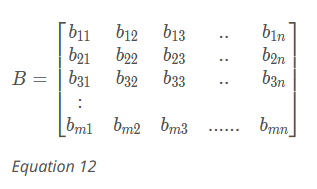 b11 b12 b13 .. b1n
b21 b22 b23 .. b2n
B = b31 b32 b33 .. b3n
:
bm1 bm2 bm3 ...... bmn
Equation 12